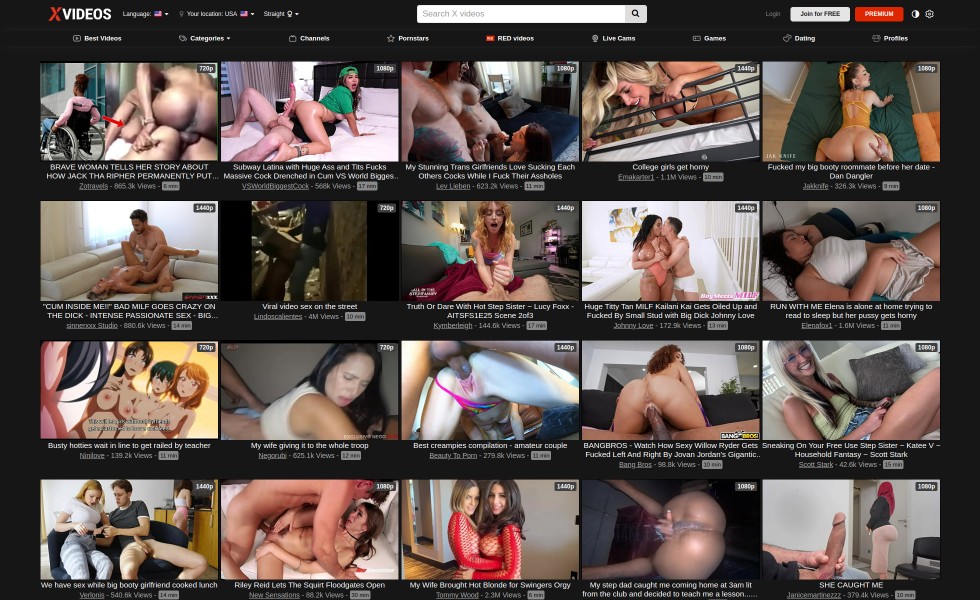 XVIDEOS
Language:
Your location: USA
Straight
Search X videos
Login
Join for FREE
PREMIUM
Best Videos
Categories
Channels
Pornstars
RED videos
Live Cams
Games
Dating
Profiles
720p
1080p
1080p
1440p
1080p
JAK KNIFE
BRAVE WOMAN TELLS HER STORY ABOUT
HOW JACK THA RIPHER PERMANENTLY PUT...
Zotravels - 865.3k Views - 6 min
Subway Latina with Huge Ass and Tits Fucks
Massive Cock Drenched in Cum VS World Bigges..
VSWorldBiggestCock - 568k Views - 17 min
My Stunning Trans Girlfriends Love Sucking Each
Others Cocks While I Fuck Their Assholes
Lev Lieben - 623.2k Views - 11 min
College girls get horny
Emakarter1 - 1.1M Views - 10 min
Fucked my big booty roommate before her date -
Dan Dangler
Jakknife - 326.3k Views - 9 min
1440p
720p
1440p
1440p
1080p
"CUM INSIDE ME!!" BAD MILF GOES CRAZY ON
THE DICK - INTENSE PASSIONATE SEX - BIG...
sinnerxxx Studio - 880.6k Views - 14 min
Viral video sex on the street
Lindoscalientes - 4M Views - 10 min
Truth Or Dare With Hot Step Sister ~ Lucy Foxx -
AITSFS1E25 Scene 2of3
Kymberleigh - 144.6k Views - 17 min
Huge Titty Tan MILF Kailani Kai Gets Oiled Up and
Fucked By Small Stud with Big Dick Johnny Love
Johnny Love - 172.9k Views - 13 min
RUN WITH ME Elena is alone at home trying to
read to sleep but her pussy gets horny
Elenafox1 - 1.6M Views - 11 min
720p
720p
1440p
1080p
1080p
BANG BROS
Busty hotties wait in line to get railed by teacher
Ninilove - 139.2k Views - 11 min
My wife giving it to the whole troop
Negorubi - 625.1k Views - 12 min
Best creampies compilation - amateur couple
Beauty To Porn - 279.8k Views - 11 min
BANGBROS - Watch How Sexy Willow Ryder Gets
Fucked Left And Right By Jovan Jordan's Gigantic..
Bang Bros - 98.8k Views - 10 min
Sneaking On Your Free Use Step Sister ~ Katee V ~
Household Fantasy ~ Scott Stark
Scott Stark - 42.6k Views - 15 min
1440p
1080p
1440p
1080p
1080p
We have sex while big booty girlfriend cooked lunch
Verlonis - 540.6k Views - 14 min
Riley Reid Lets The Squirt Floodgates Open
New Sensations - 88.2k Views - 30 min
My Wife Brought Hot Blonde for Swingers Orgy
Tommy Wood - 2.3M Views - 6 min
My step dad caught me coming home at 3am lit
from the club and decided to teach me a lesson......
SHE CAUGHT ME
Janicemartinezzz - 379.4k Views - 10 min